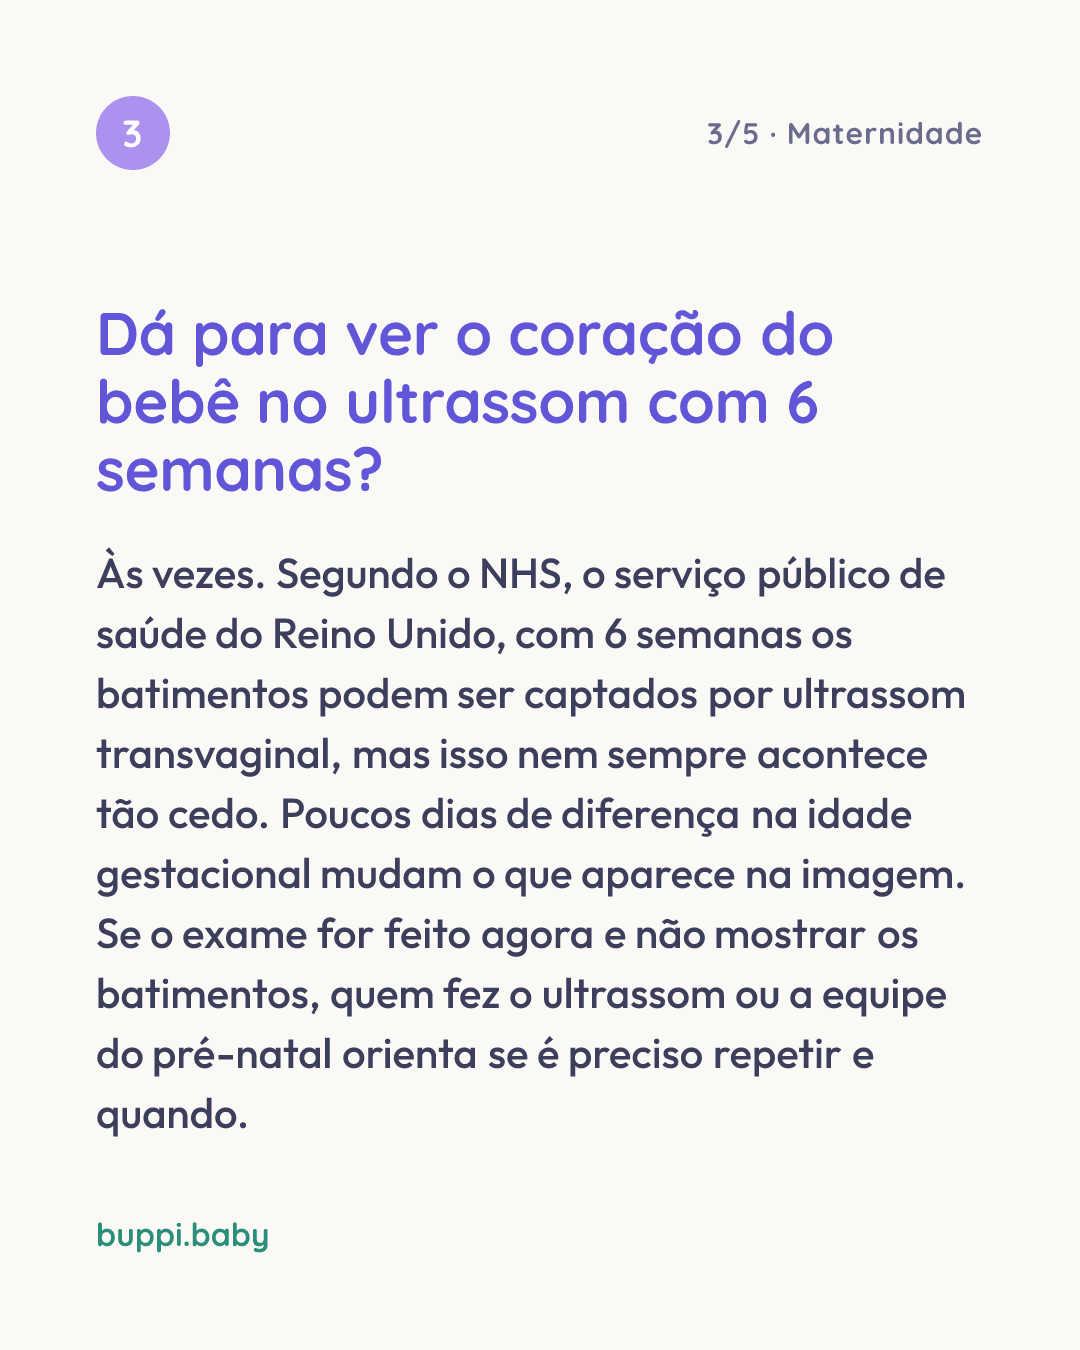 3
3/5 · Maternidade
Dá para ver o coração do
bebê no ultrassom com 6
semanas?
Às vezes. Segundo o NHS, o serviço público de
saúde do Reino Unido, com 6 semanas os
batimentos podem ser captados por ultrassom
transvaginal, mas isso nem sempre acontece
tão cedo. Poucos dias de diferença na idade
gestacional mudam o que aparece na imagem.
Se o exame for feito agora e não mostrar os
batimentos, quem fez o ultrassom ou a equipe
do pré-natal orienta se é preciso repetir e
quando.
buppi.baby